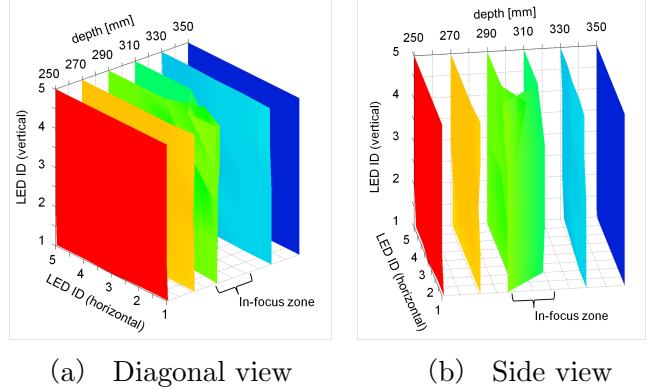 depth [mm]
250 270 290 310 330 350
5
4
3
2
1
LED ID (vertical)
5 4 3 2 1
LED ID (horizontal)
In-focus zone
(a) Diagonal view
depth [mm]
250 270 290 310 330 350
5
4
3
2
1
LED ID (vertical)
5
4
3
2
1
LED ID (horizontal)
In-focus zone
(b) Side view